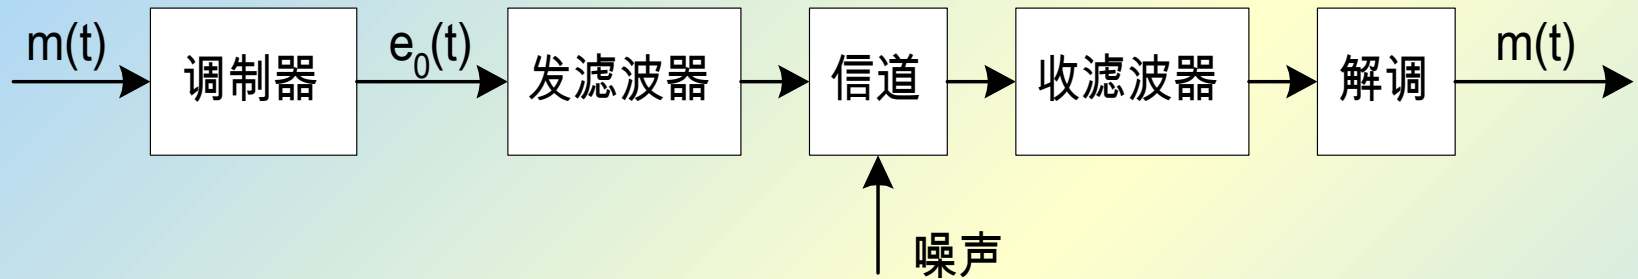 m(t) 调制器 e₀(t) 发滤波器 信道 收滤波器 解调 m(t)
噪声